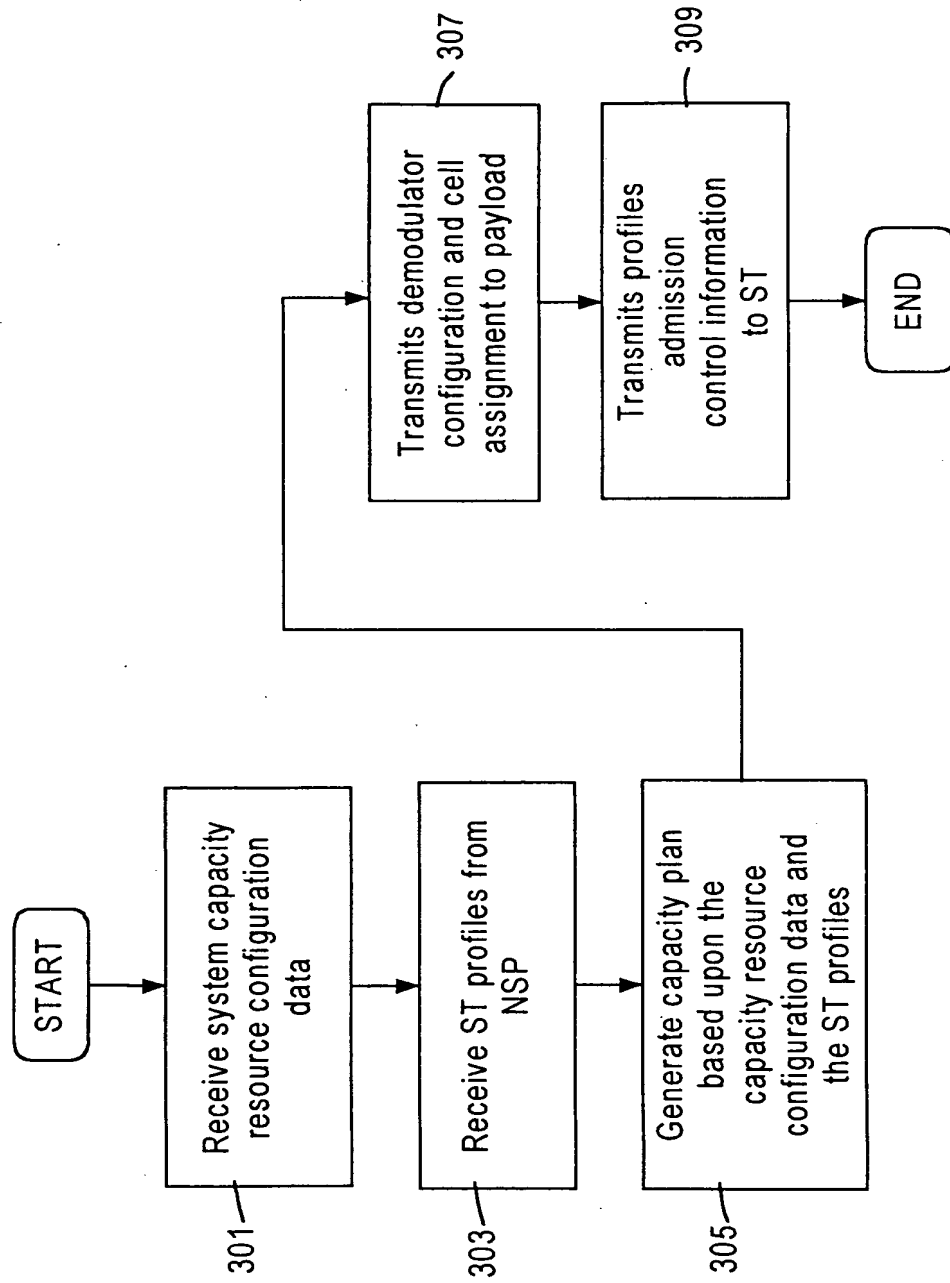 START
Receive system capacity
resource configuration
data
301
Receive ST profiles from
NSP
303
Generate capacity plan
based upon the
capacity resource
configuration data and
the ST profiles
305
Transmits demodulator
configuration and cell
assignment to payload
307
Transmits profiles
admission
control information
to ST
309
END